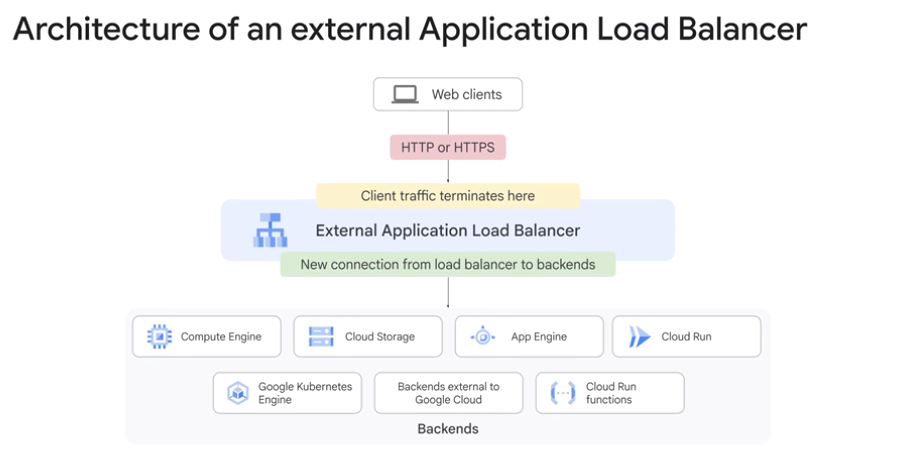 Architecture of an external Application Load Balancer
Web clients
HTTP or HTTPS
Client traffic terminates here
External Application Load Balancer
New connection from load balancer to backends
Compute Engine
Cloud Storage
App Engine
Cloud Run
Google Kubernetes
Engine
Backends external to
Google Cloud
Cloud Run
functions
Backends